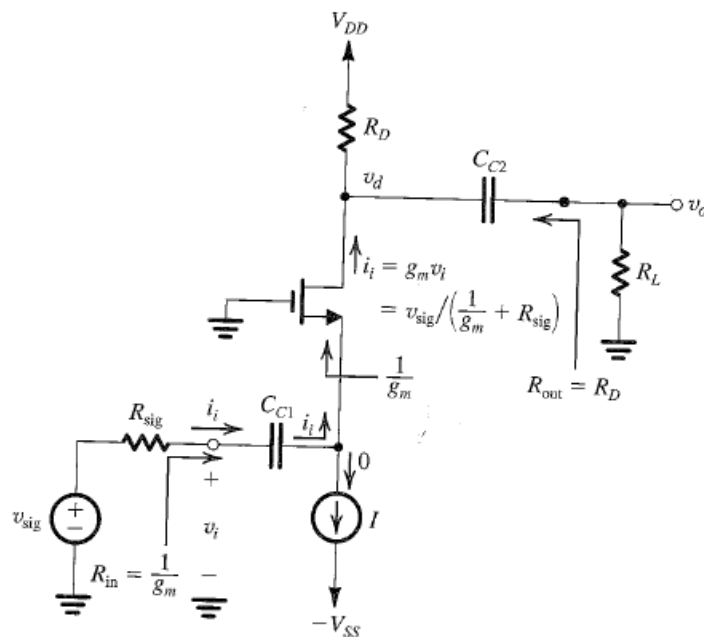 V_DD
R_D
C_C2
v_d
v_o
i_i = g_m v_i
= v_sig/(1/g_m + R_sig)
R_L
1/g_m
R_out = R_D
R_sig
i_i
C_C1
i_i
0
+
v_sig
+
−
v_i
I
R_in = 1/g_m
−
−V_SS